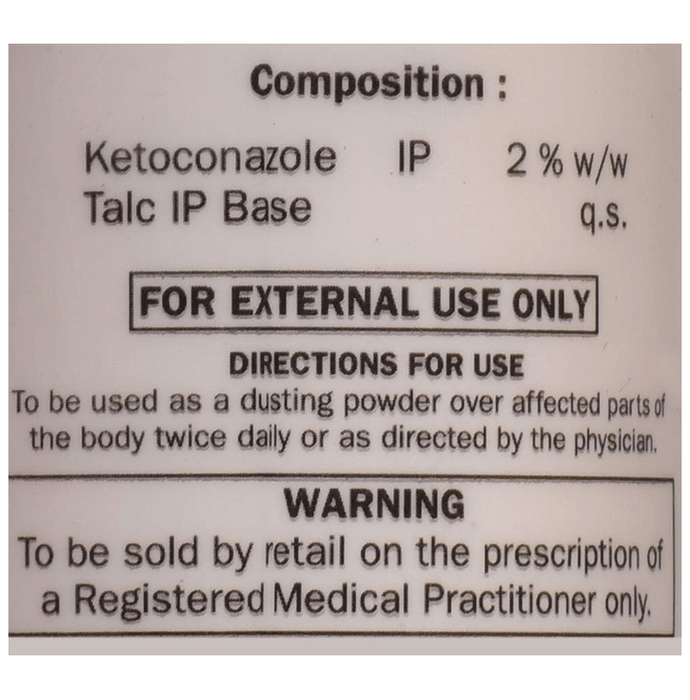 Composition :
Ketoconazole IP 2 % w/w
Talc IP Base q.s.
FOR EXTERNAL USE ONLY
DIRECTIONS FOR USE
To be used as a dusting powder over affected parts of
the body twice daily or as directed by the physician.
WARNING
To be sold by retail on the prescription of
a Registered Medical Practitioner only.